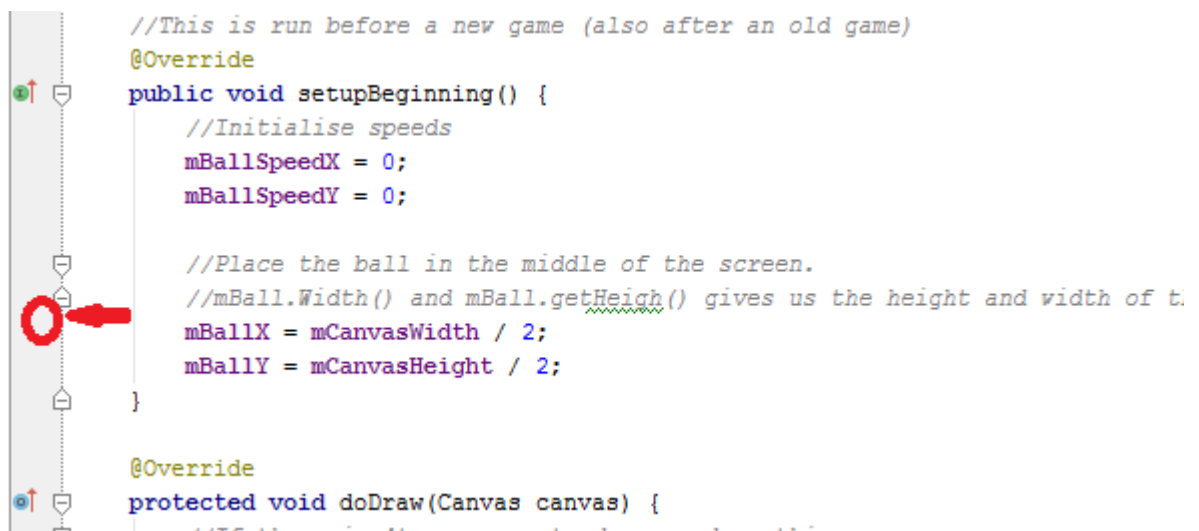 //This is run before a new game (also after an old game)
@Override
public void setupBeginning() {
//Initialise speeds
mBallSpeedX = 0;
mBallSpeedY = 0;
//Place the ball in the middle of the screen.
//mBall.Width() and mBall.getHeigh() gives us the height and width of
mBallX = mCanvasWidth / 2;
mBallY = mCanvasHeight / 2;
}
@Override
protected void doDraw(Canvas canvas) {